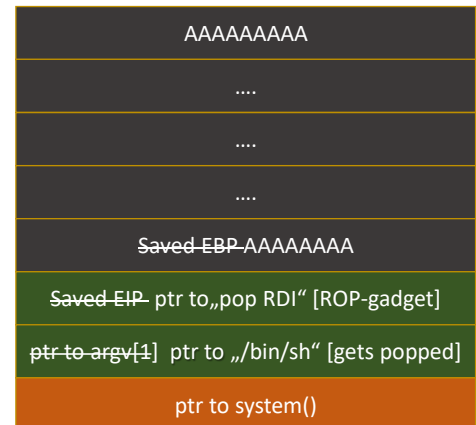 AAAAAAAAA
....
....
....
Saved EBP AAAAAAAA
Saved EIP ptr to„pop RDI“ [ROP-gadget]
ptr to argv[1] ptr to „/bin/sh“ [gets popped]
ptr to system()